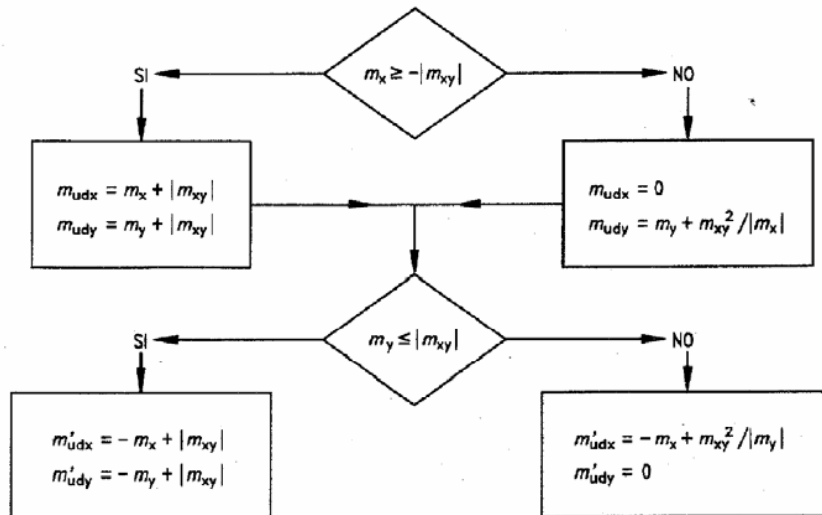 m_x ≥ -|m_xy|
SI
NO
m_udx = m_x + |m_xy|
m_udy = m_y + |m_xy|
m_udx = 0
m_udy = m_y + m_xy²/|m_x|
m_y ≤ |m_xy|
SI
NO
m'_udx = - m_x + |m_xy|
m'_udy = - m_y + |m_xy|
m'_udx = - m_x + m_xy²/|m_y|
m'_udy = 0